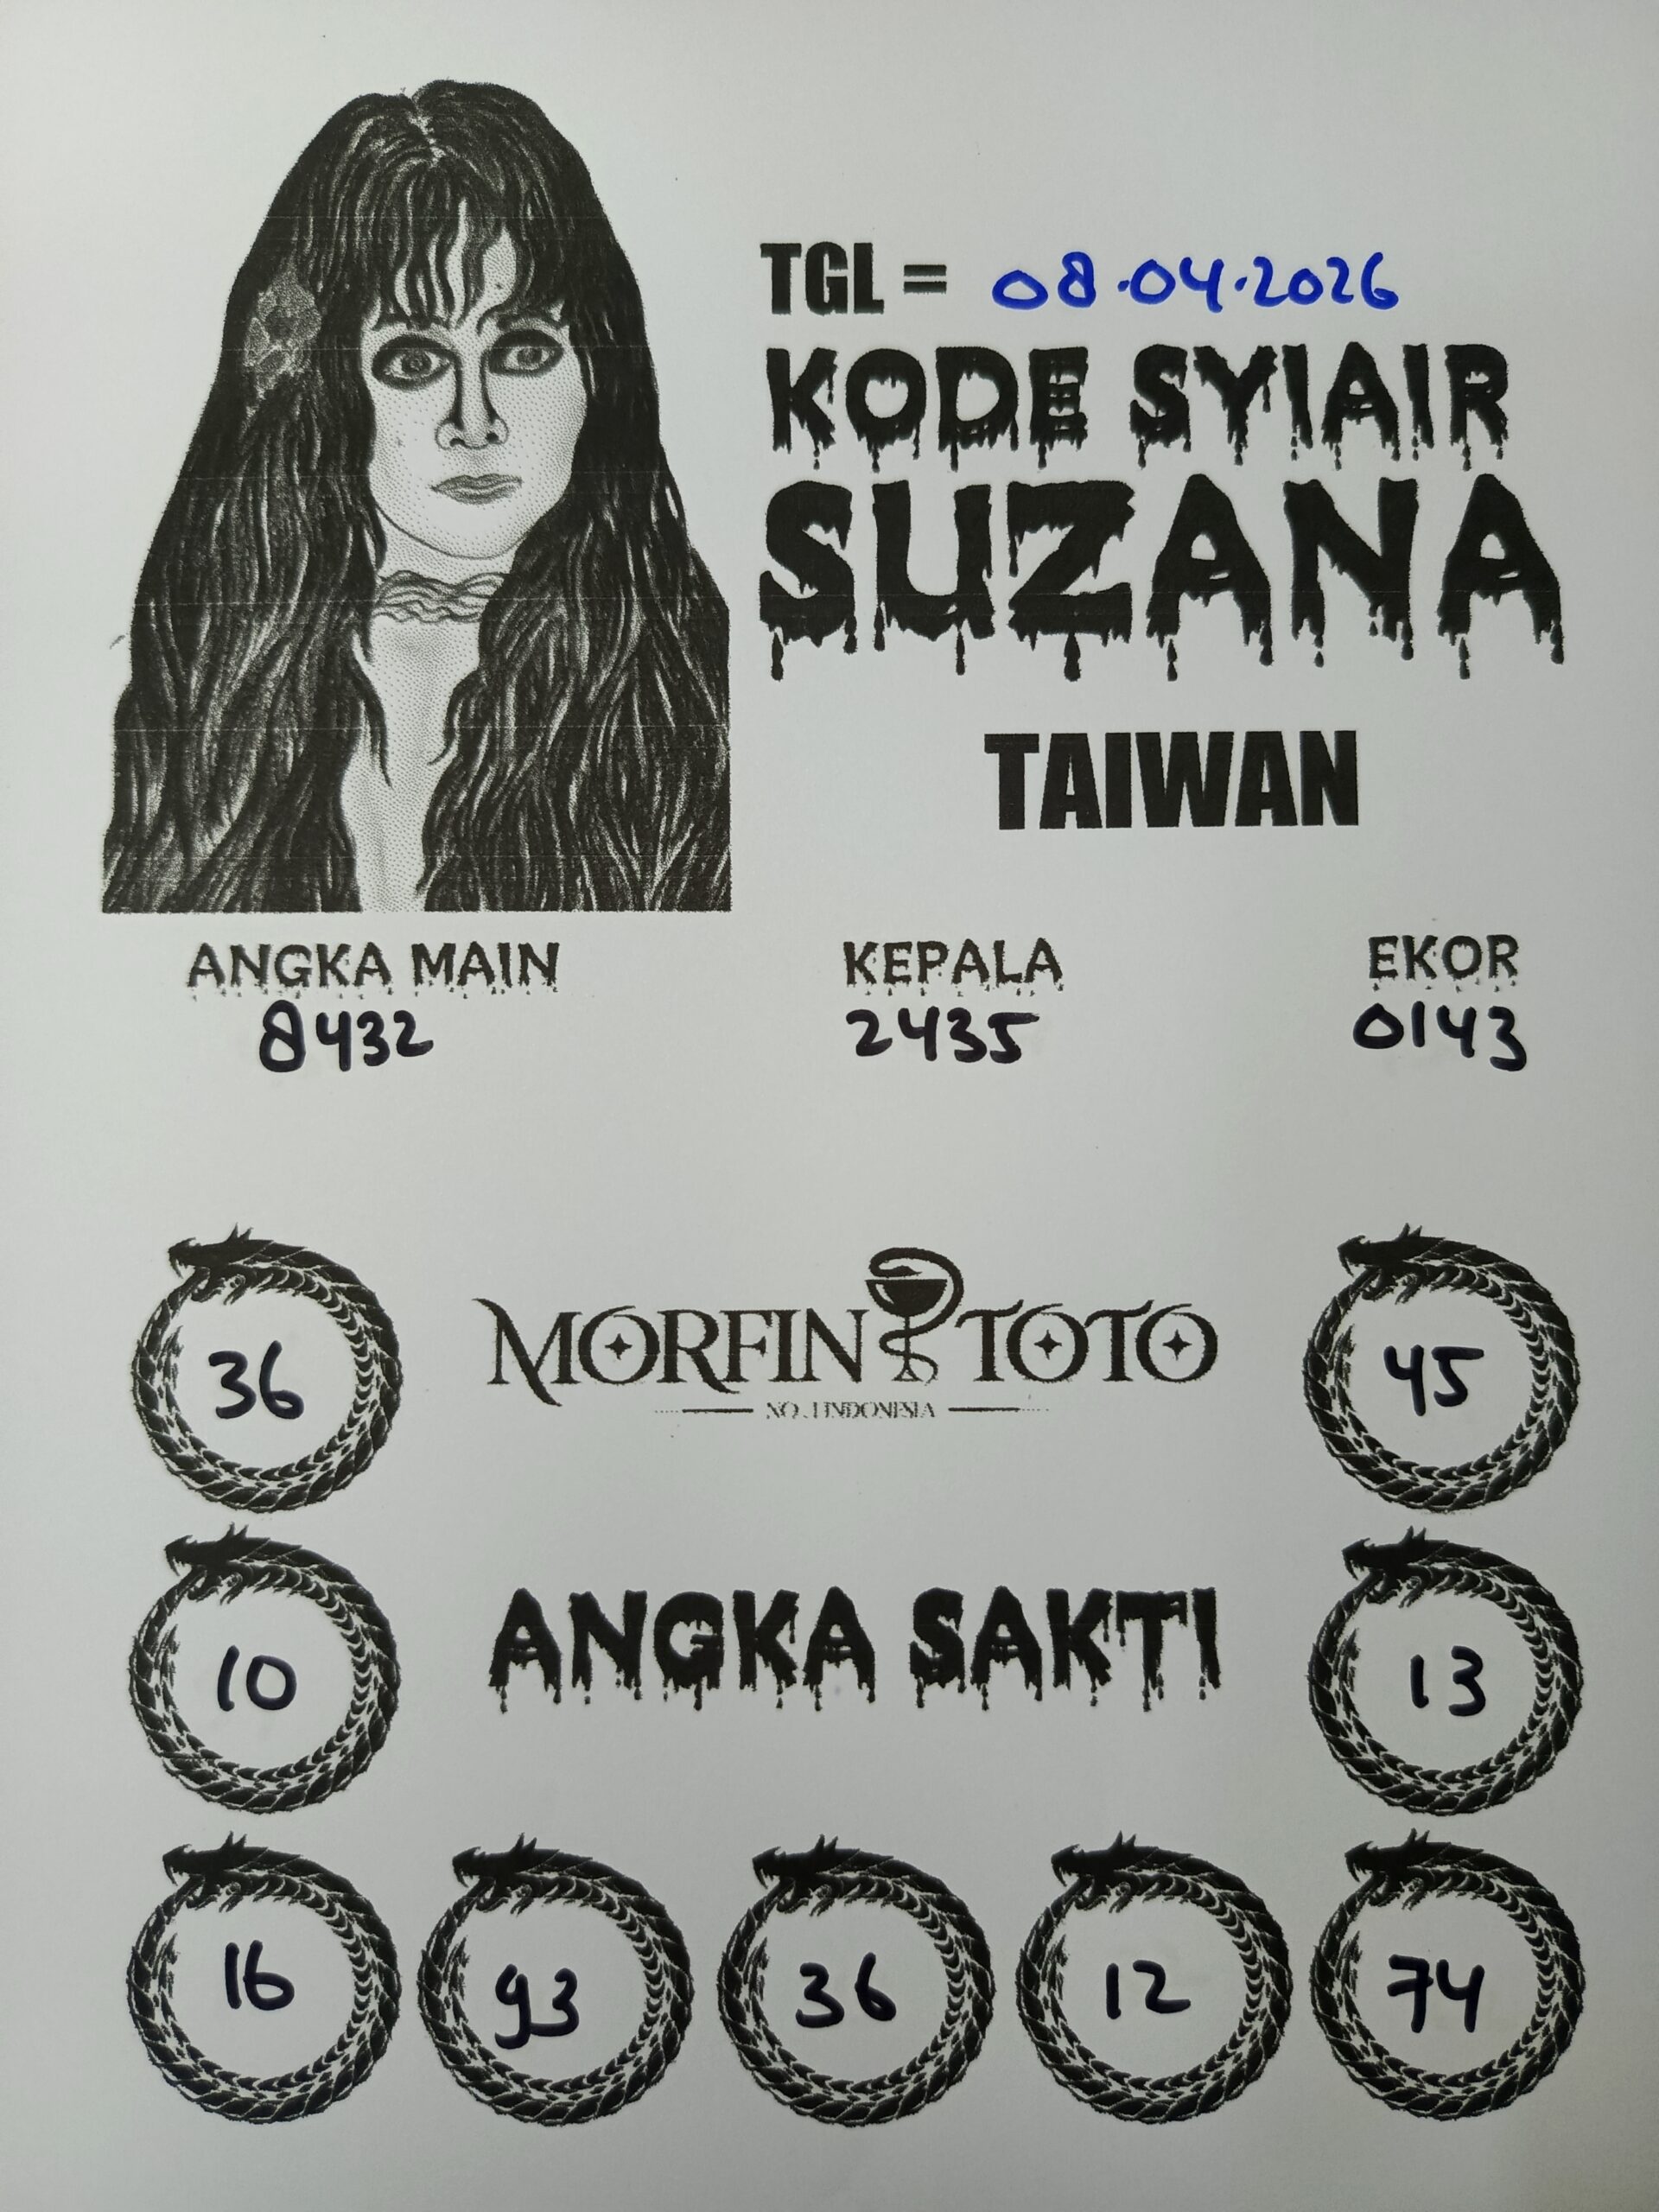 TGL = 08.04.2026
KODE SYIAIR
SUZANA
TAIWAN
ANGKA MAIN KEPALA EKOR
8432 2435 0143
36 MORFIN TOTO 45
NO.1 INDONESIA
10 ANGKA SAKTI 13
16 93 36 12 74